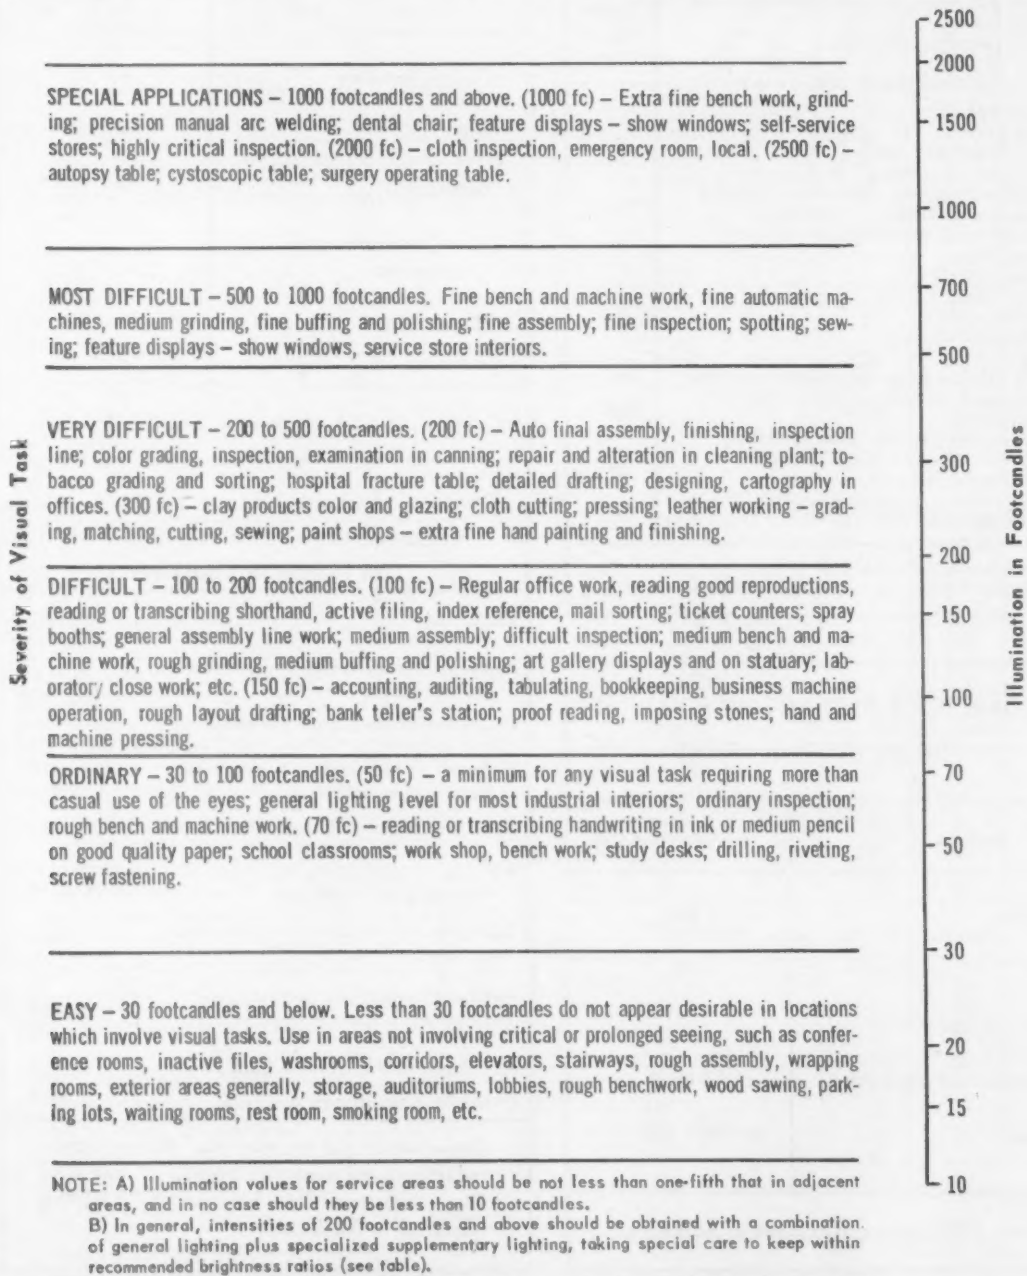 SPECIAL APPLICATIONS – 1000 footcandles and above. (1000 fc) – Extra fine bench work, grind-
ing; precision manual arc welding; dental chair; feature displays – show windows; self-service
stores; highly critical inspection. (2000 fc) – cloth inspection, emergency room, local. (2500 fc) –
autopsy table; cystoscopic table; surgery operating table.
MOST DIFFICULT – 500 to 1000 footcandles. Fine bench and machine work, fine automatic ma-
chines, medium grinding, fine buffing and polishing; fine assembly; fine inspection; spotting; sew-
ing; feature displays – show windows, service store interiors.
VERY DIFFICULT – 200 to 500 footcandles. (200 fc) – Auto final assembly, finishing, inspection
line; color grading, inspection, examination in canning; repair and alteration in cleaning plant; to-
bacco grading and sorting; hospital fracture table; detailed drafting; designing, cartography in
offices. (300 fc) – clay products color and glazing; cloth cutting; pressing; leather working – grad-
ing, matching, cutting, sewing; paint shops – extra fine hand painting and finishing.
DIFFICULT – 100 to 200 footcandles. (100 fc) – Regular office work, reading good reproductions,
reading or transcribing shorthand, active filing, index reference, mail sorting; ticket counters; spray
booths; general assembly line work; medium assembly; difficult inspection; medium bench and ma-
chine work, rough grinding, medium buffing and polishing; art gallery displays and on statuary; lab-
oratory close work; etc. (150 fc) – accounting, auditing, tabulating, bookkeeping, business machine
operation, rough layout drafting; bank teller's station; proof reading, imposing stones; hand and
machine pressing.
ORDINARY – 30 to 100 footcandles. (50 fc) – a minimum for any visual task requiring more than
casual use of the eyes; general lighting level for most industrial interiors; ordinary inspection;
rough bench and machine work. (70 fc) – reading or transcribing handwriting in ink or medium pencil
on good quality paper; school classrooms; work shop, bench work; study desks; drilling, riveting,
screw fastening.
EASY – 30 footcandles and below. Less than 30 footcandles do not appear desirable in locations
which involve visual tasks. Use in areas not involving critical or prolonged seeing, such as confer-
ence rooms, inactive files, washrooms, corridors, elevators, stairways, rough assembly, wrapping
rooms, exterior areas generally, storage, auditoriums, lobbies, rough benchwork, wood sawing, park-
ing lots, waiting rooms, rest room, smoking room, etc.
NOTE: A) Illumination values for service areas should be not less than one-fifth that in adjacent
areas, and in no case should they be less than 10 footcandles.
B) In general, intensities of 200 footcandles and above should be obtained with a combination
of general lighting plus specialized supplementary lighting, taking special care to keep within
recommended brightness ratios (see table).
Severity of Visual Task
2500
2000
1500
1000
700
500
300
200
150
100
70
50
30
20
15
10
Illumination in Footcandles